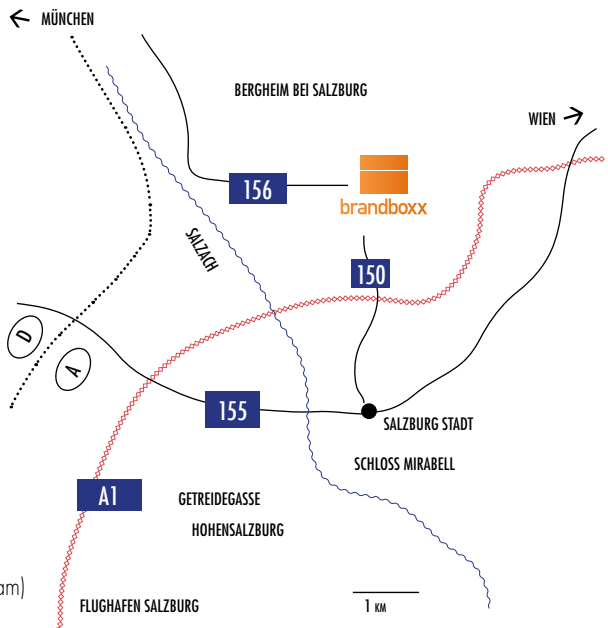 MÜNCHEN
BERGHEIM BEI SALZBURG
WIEN
156
brandboxx
SALZACH
150
D
A
155
SALZBURG STADT
SCHLOSS MIRABELL
A1
GETREIDEGASSE
HOHENSALZBURG
am)
FLUGHAFEN SALZBURG
1 KM